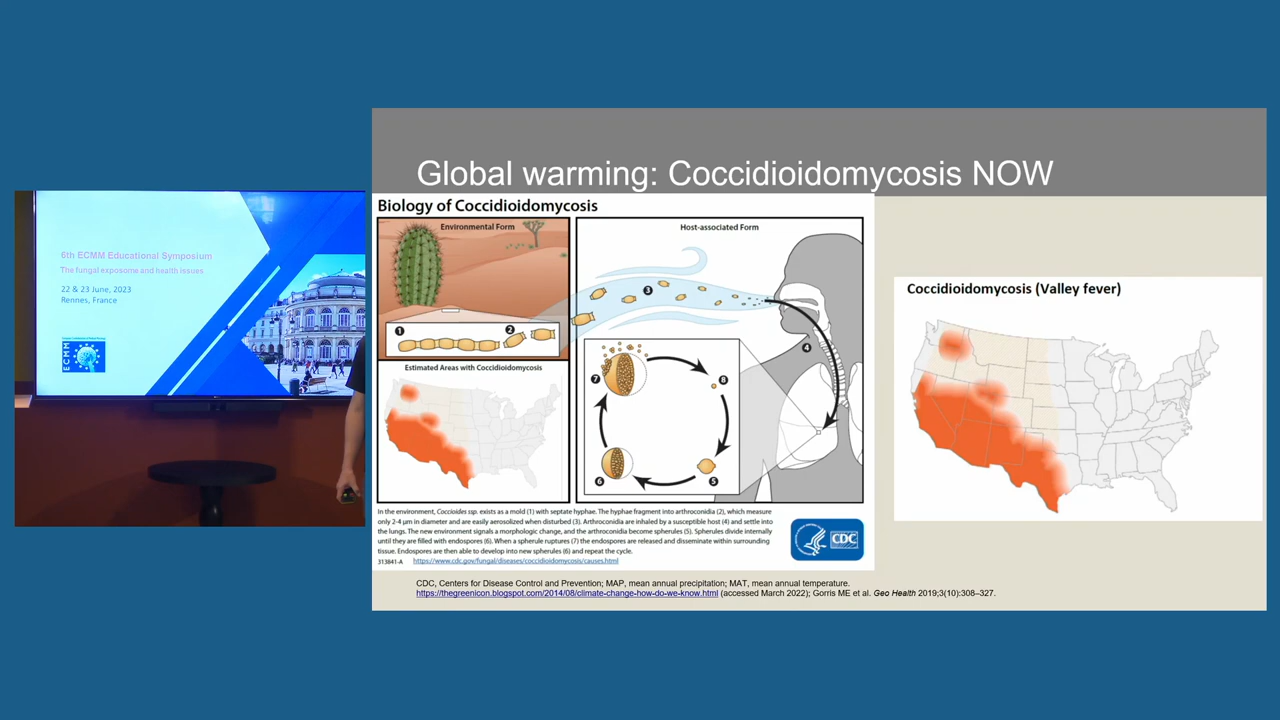 6th ECMM Educational Symposium
The fungal exposome and health issues
22 & 23 June, 2023
Rennes, France
ECMM
Global warming: Coccidioidomycosis NOW
Biology of Coccidioidomycosis
Environmental Form
1
2
Estimated Areas with Coccidioidomycosis
Host-associated Form
3
4
7
8
6
5
In the environment, Coccidioides ssp. exists as a mold (1) with septate hyphae. The hyphae fragment into arthroconidia (2), which measure
only 2-4 µm in diameter and are easily aerosolized when disturbed (3). Arthroconidia are inhaled by a susceptible host (4) and settle into
the lungs. The new environment signals a morphologic change, and the arthroconidia become spherules (5). Spherules divide internally
until they are filled with endospores (6). When a spherule ruptures (7) the endospores are released and disseminate within surrounding
tissue. Endospores are then able to develop into new spherules (6) and repeat the cycle.
313841-A https://www.cdc.gov/fungal/diseases/coccidioidomycosis/causes.html
CDC
Coccidioidomycosis (Valley fever)
CDC, Centers for Disease Control and Prevention; MAP, mean annual precipitation; MAT, mean annual temperature.
https://thegreenicon.blogspot.com/2014/08/climate-change-how-do-we-know.html (accessed March 2022); Gorris ME et al. Geo Health 2019;3(10):308–327.